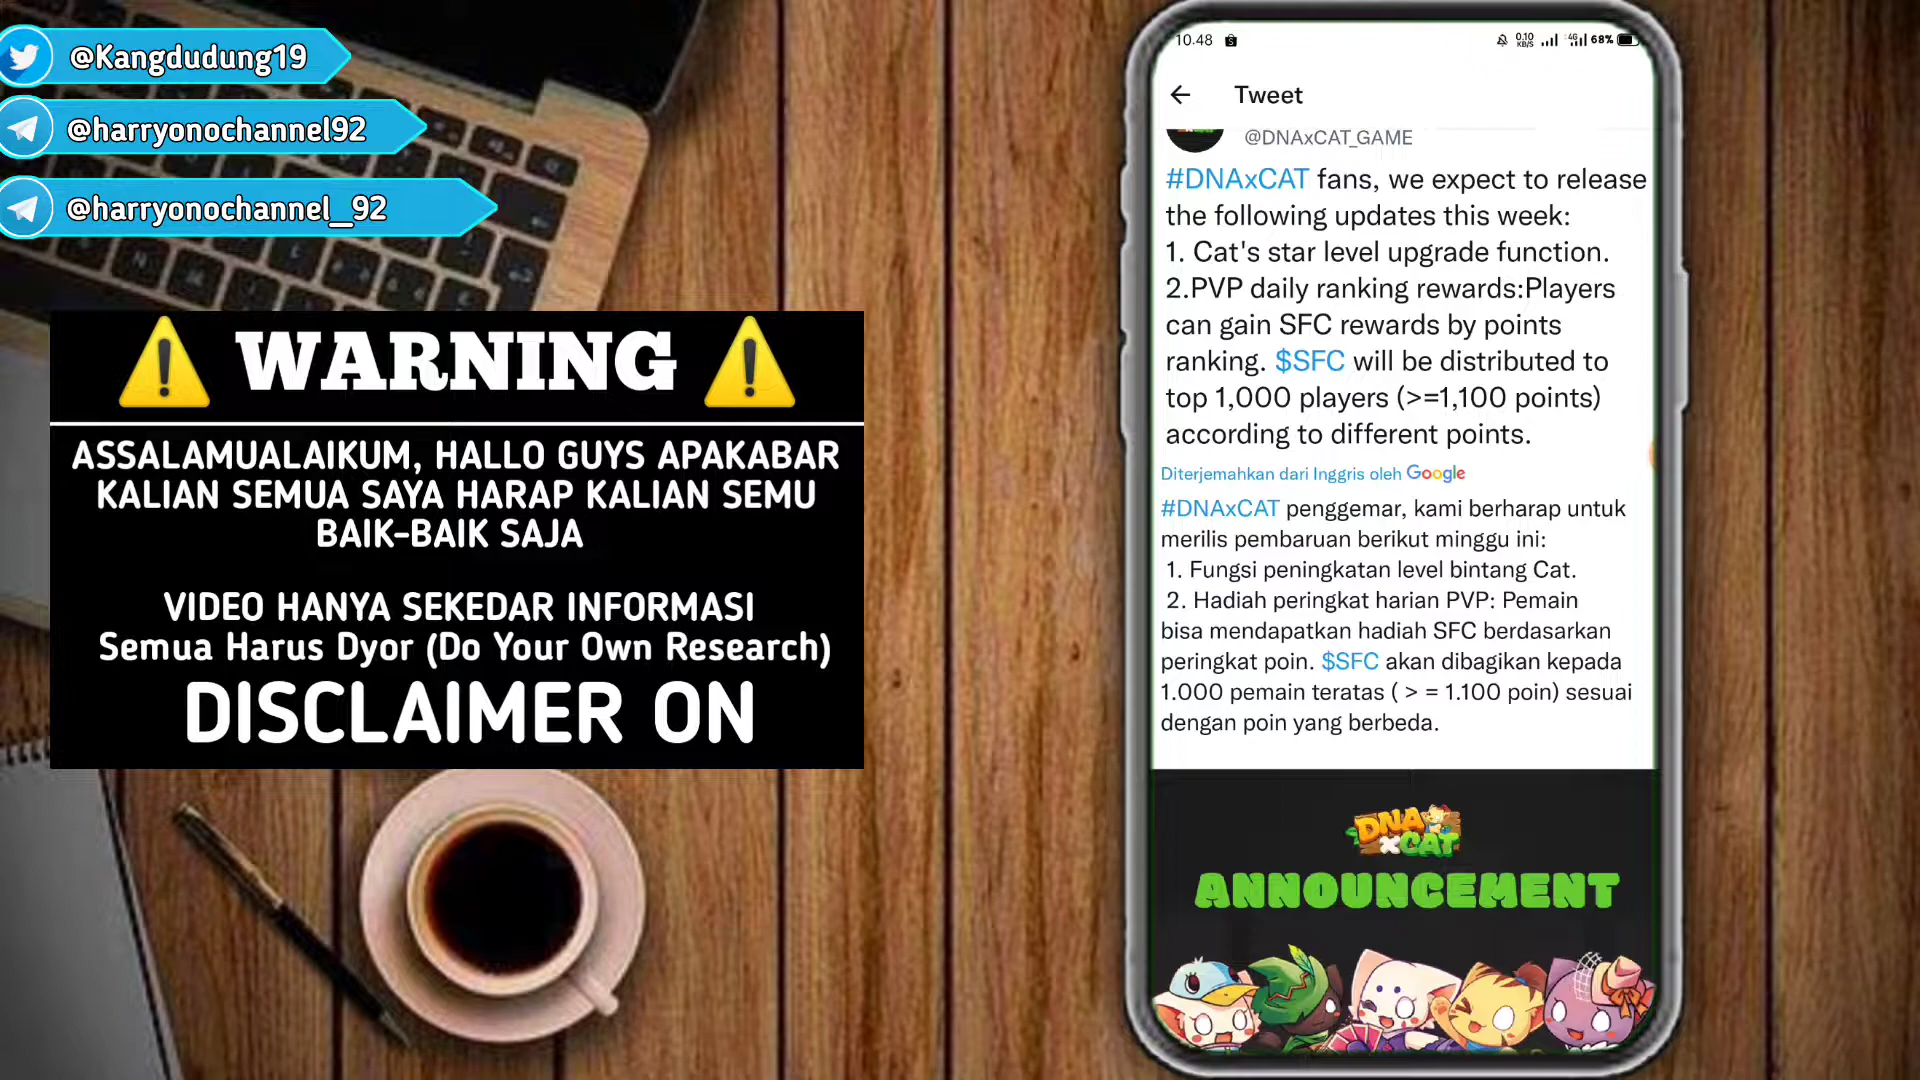 @Kangdudung19
@harryonochannel92
@harryonochannel_92
WARNING
ASSALAMUALAIKUM, HALLO GUYS APAKABAR
KALIAN SEMUA SAYA HARAP KALIAN SEMU
BAIK-BAIK SAJA
VIDEO HANYA SEKEDAR INFORMASI
Semua Harus Dyor (Do Your Own Research)
DISCLAIMER ON
10.48
0.10 KB/S 4G 68%
Tweet
@DNAxCAT_GAME
#DNAxCAT fans, we expect to release
the following updates this week:
1. Cat's star level upgrade function.
2.PVP daily ranking rewards:Players
can gain SFC rewards by points
ranking. $SFC will be distributed to
top 1,000 players (>=1,100 points)
according to different points.
Diterjemahkan dari Inggris oleh Google
#DNAxCAT penggemar, kami berharap untuk
merilis pembaruan berikut minggu ini:
1. Fungsi peningkatan level bintang Cat.
2. Hadiah peringkat harian PVP: Pemain
bisa mendapatkan hadiah SFC berdasarkan
peringkat poin. $SFC akan dibagikan kepada
1.000 pemain teratas ( > = 1.100 poin) sesuai
dengan poin yang berbeda.
DNA
xCAT
ANNOUNCEMENT